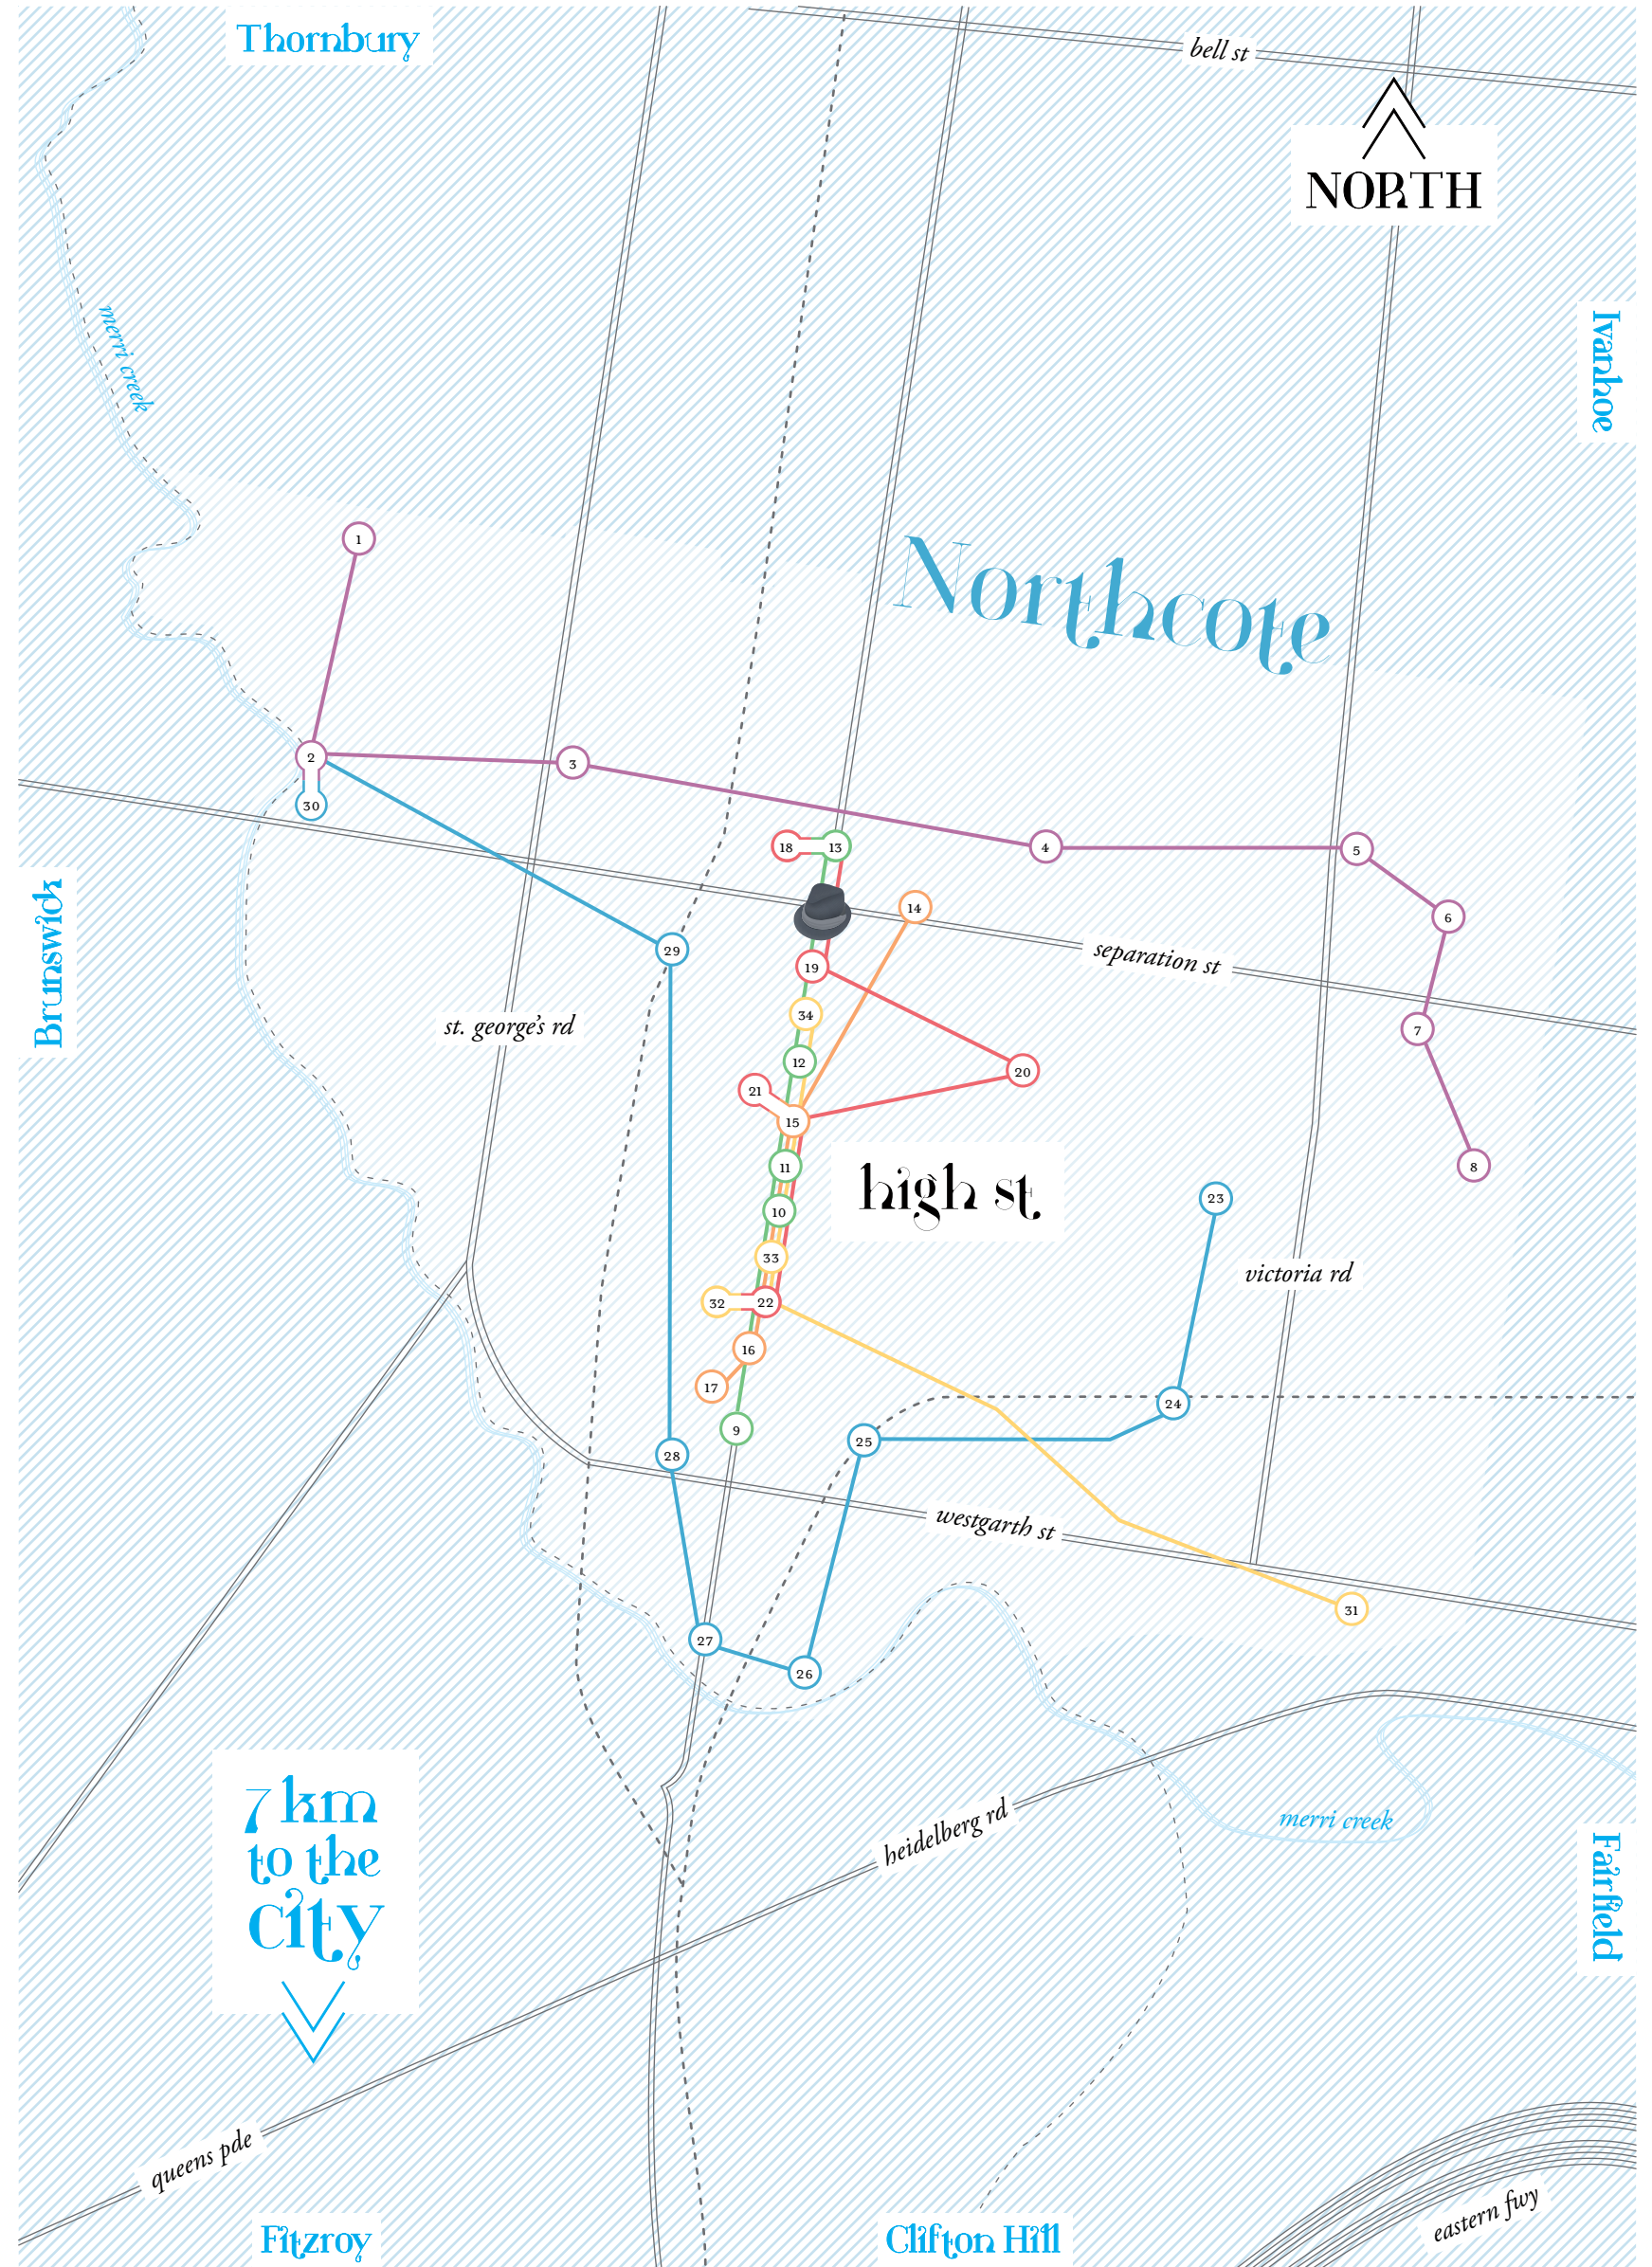 Thornbury
bell st
NORTH
Ivanhoe
merri creek
Northcote
1
2
3
30
18
13
4
5
14
6
Brunswick
29
19
separation st
34
st. george's rd
7
12
20
21
15
11
8
high st
23
10
33
victoria rd
32
22
16
17
24
9
25
28
westgarth st
31
27
26
7 km
to the
city
heidelberg rd
merri creek
Fairfield
queens pde
eastern fwy
Fitzroy
Clifton Hill